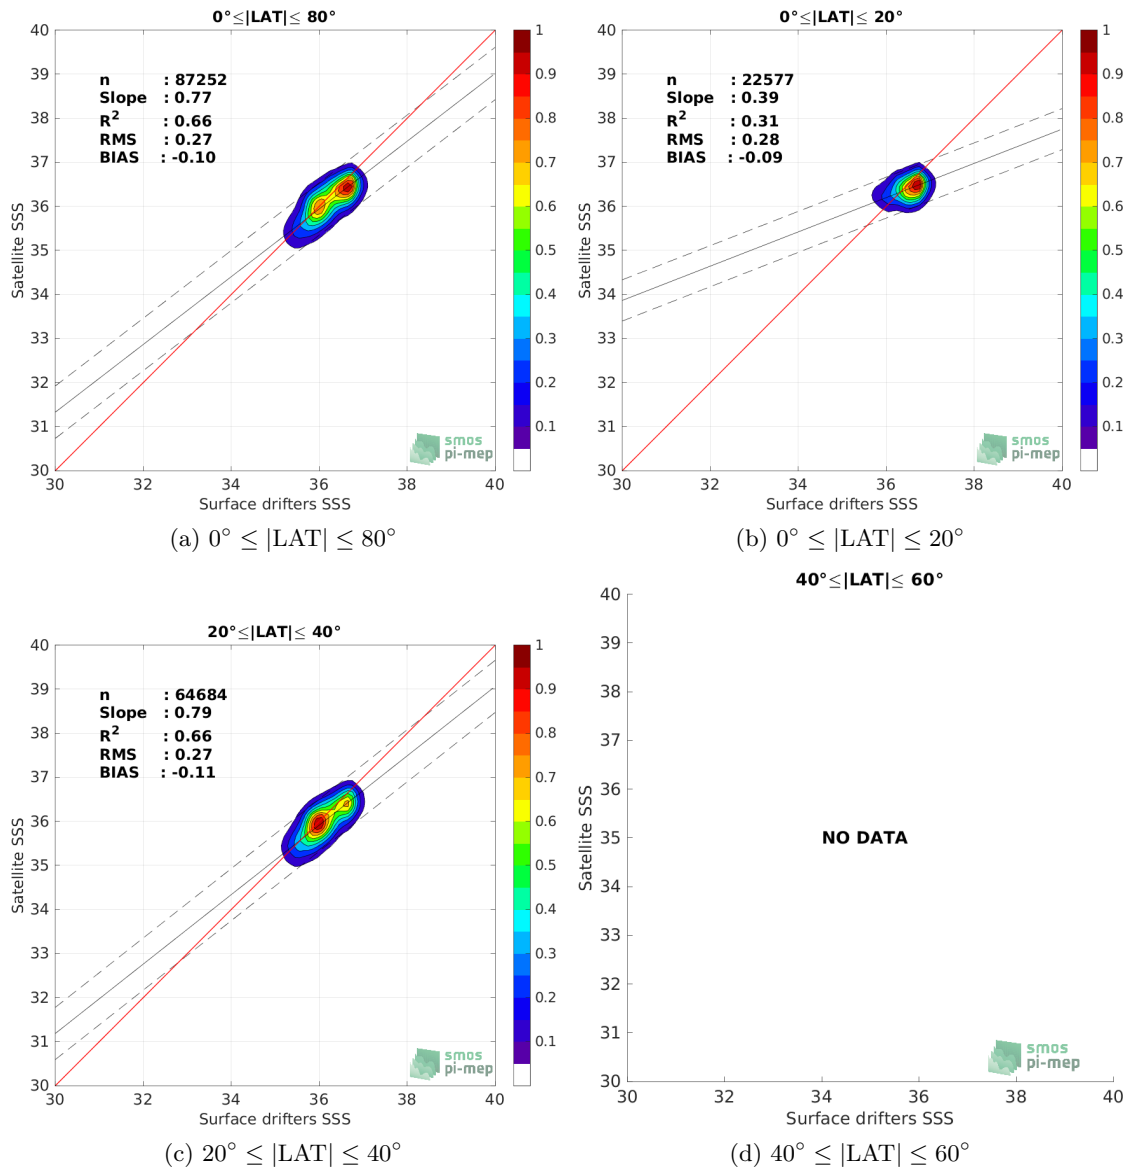 0°≤|LAT|≤ 80°
40
39
38
37
36
35
34
33
32
31
30
30
32
34
36
38
40
Satellite SSS
Surface drifters SSS
n : 87252
Slope : 0.77
R² : 0.66
RMS : 0.27
BIAS : -0.10
1
0.9
0.8
0.7
0.6
0.5
0.4
0.3
0.2
0.1
smos
pi-mep
(a) 0° ≤ |LAT| ≤ 80°
0°≤|LAT|≤ 20°
40
39
38
37
36
35
34
33
32
31
30
30
32
34
36
38
40
Satellite SSS
Surface drifters SSS
n : 22577
Slope : 0.39
R² : 0.31
RMS : 0.28
BIAS : -0.09
1
0.9
0.8
0.7
0.6
0.5
0.4
0.3
0.2
0.1
smos
pi-mep
(b) 0° ≤ |LAT| ≤ 20°
20°≤|LAT|≤ 40°
40
39
38
37
36
35
34
33
32
31
30
30
32
34
36
38
40
Satellite SSS
Surface drifters SSS
n : 64684
Slope : 0.79
R² : 0.66
RMS : 0.27
BIAS : -0.11
1
0.9
0.8
0.7
0.6
0.5
0.4
0.3
0.2
0.1
smos
pi-mep
(c) 20° ≤ |LAT| ≤ 40°
40°≤|LAT|≤ 60°
40
39
38
37
36
35
34
33
32
31
30
30
32
34
36
38
40
Satellite SSS
Surface drifters SSS
NO DATA
smos
pi-mep
(d) 40° ≤ |LAT| ≤ 60°